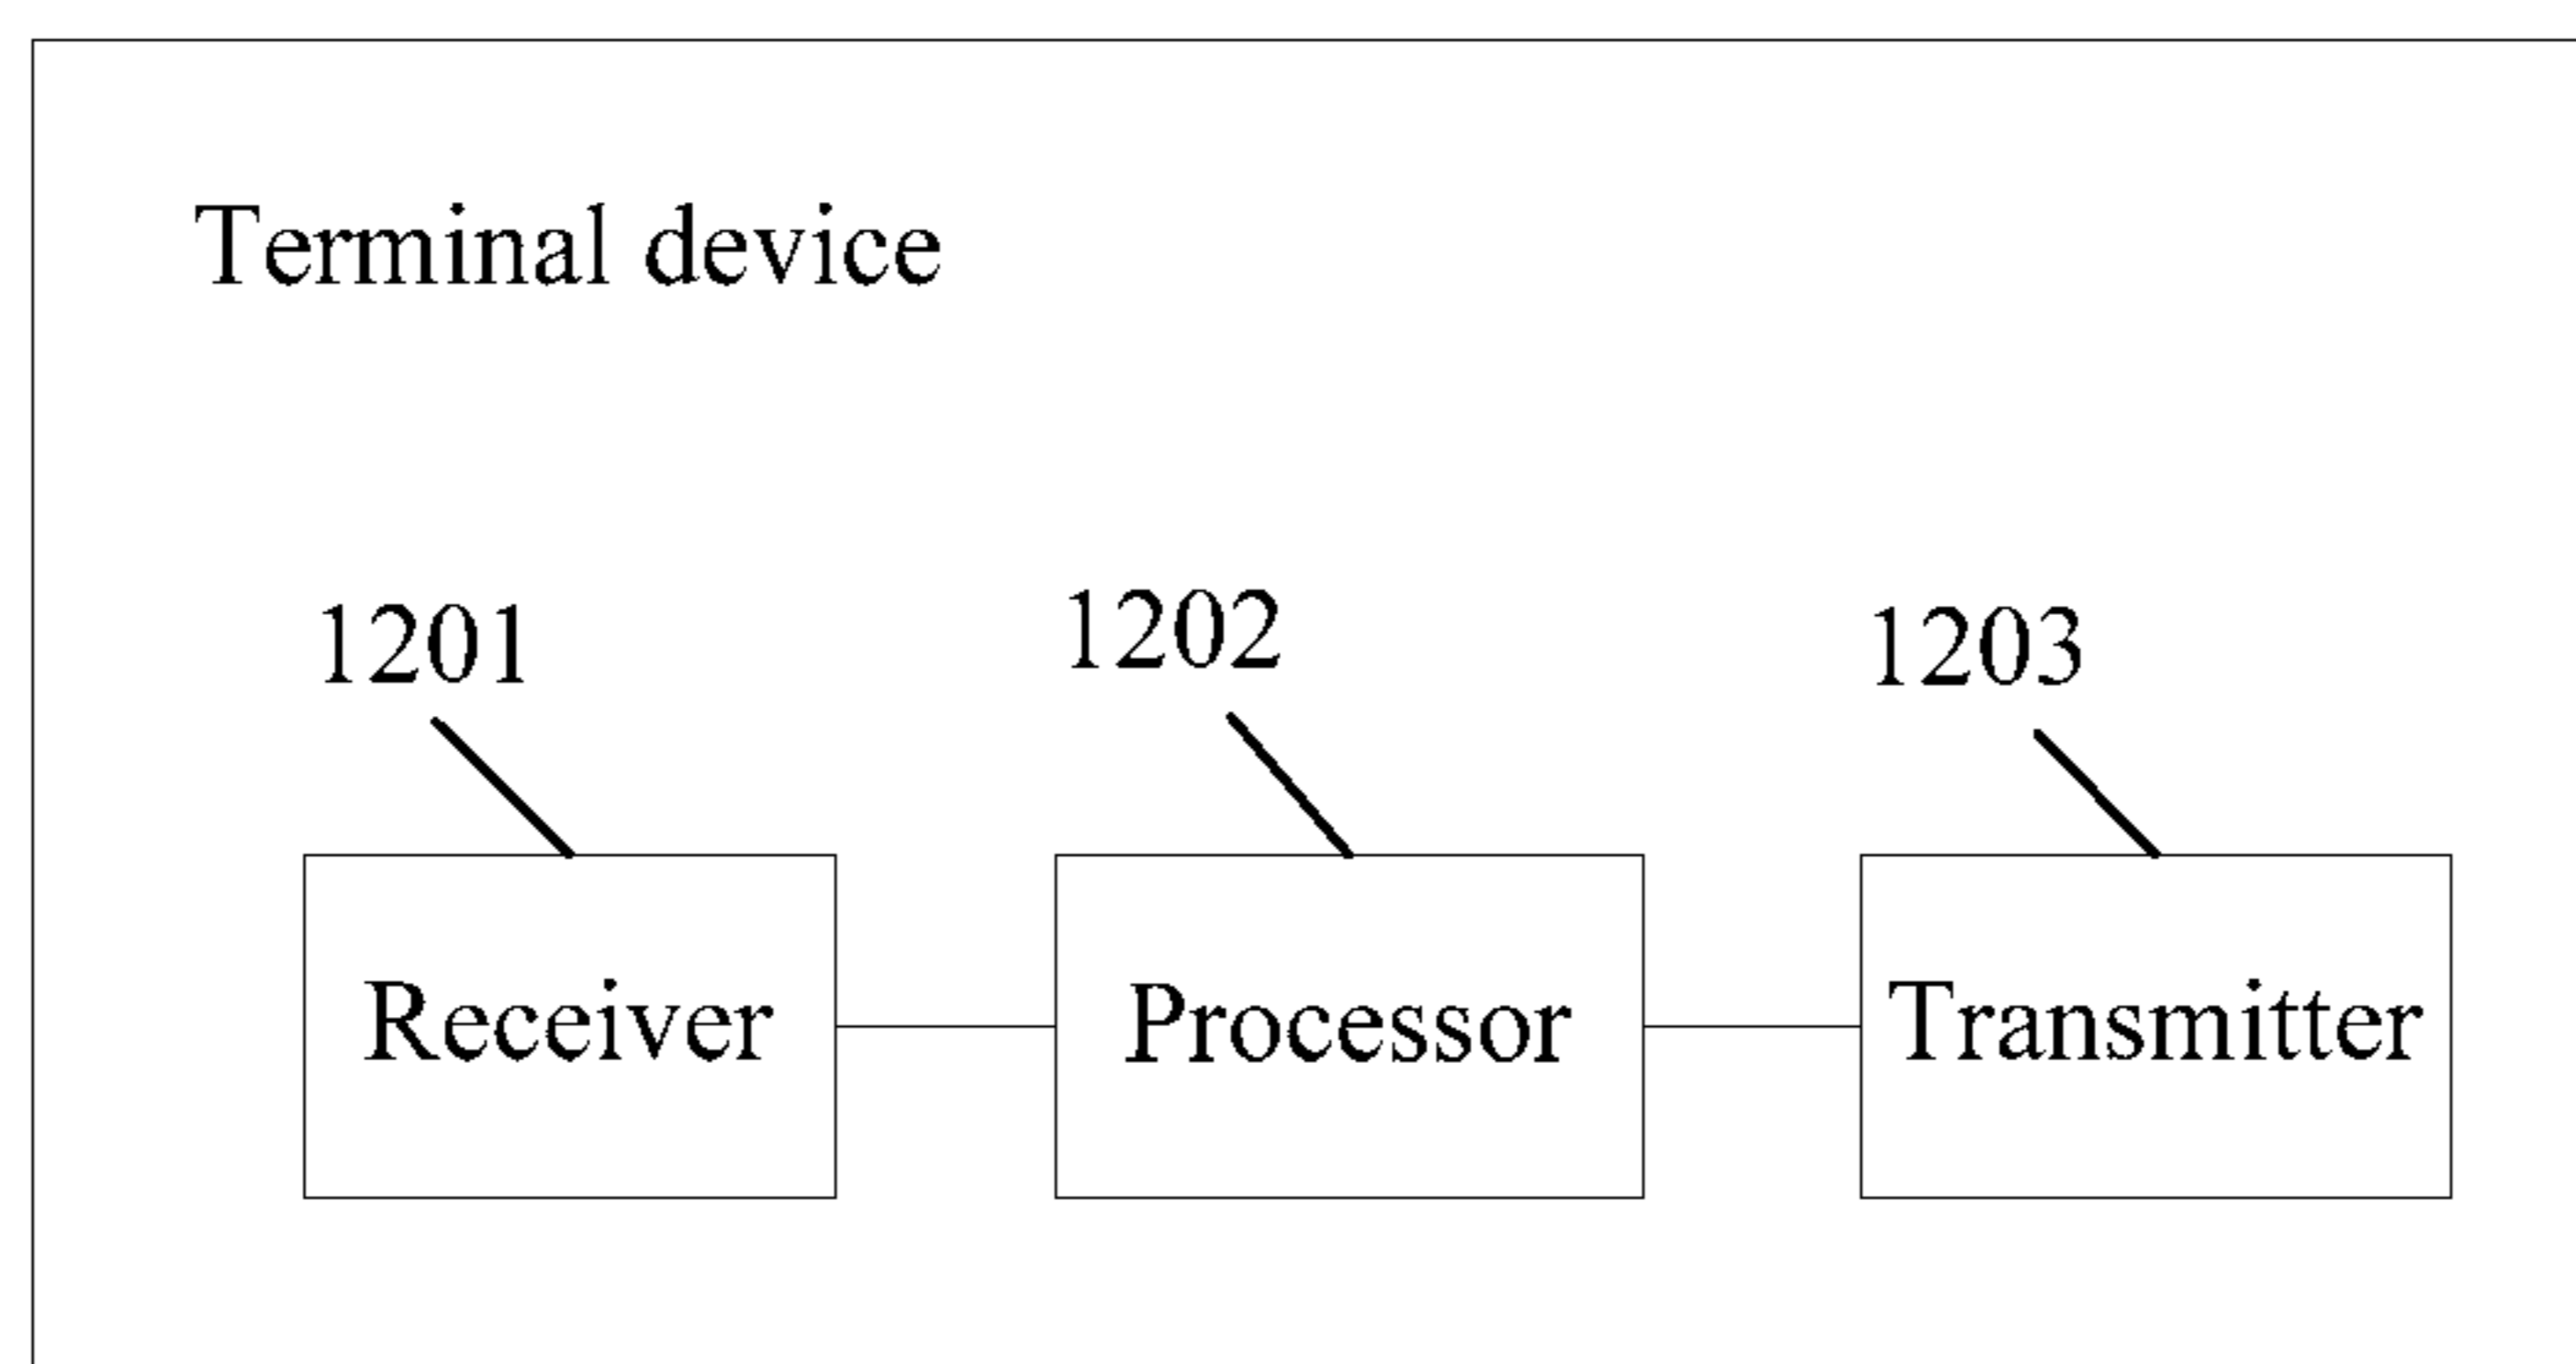 Terminal device
1201
1202
1203
Receiver
Processor
Transmitter